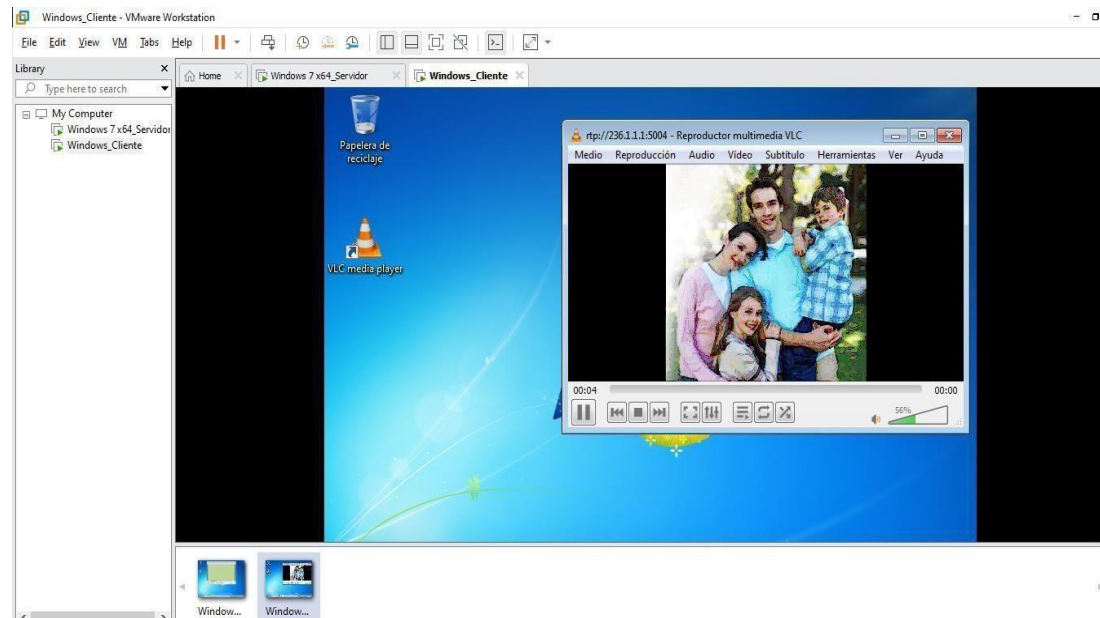 Windows_Cliente - VMware Workstation
File Edit View VM Tabs Help
Library
Type here to search
My Computer
Windows 7 x64_Servidor
Windows_Cliente
Home
Windows 7 x64_Servidor
Windows_Cliente
Papelera de
reciclaje
VLC media player
rtp://236.1.1.1:5004 - Reproductor multimedia VLC
Medio Reproducción Audio Vídeo Subtítulo Herramientas Ver Ayuda
00:04 00:00
56%
Window... Window...